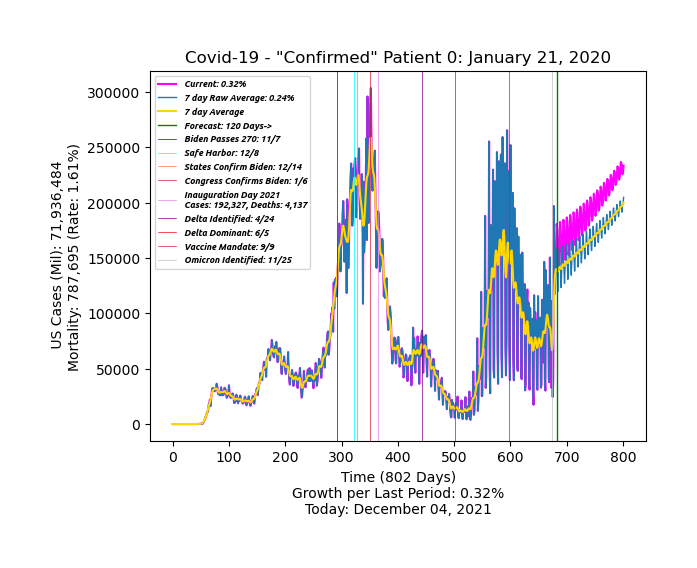 Covid-19 - "Confirmed" Patient 0: January 21, 2020
Current: 0.32%
7 day Raw Average: 0.24%
7 day Average
Forecast: 120 Days->
Biden Passes 270: 11/7
Safe Harbor: 12/8
States Confirm Biden: 12/14
Congress Confirms Biden: 1/6
Inauguration Day 2021
Cases: 192,327, Deaths: 4,137
Delta Identified: 4/24
Delta Dominant: 6/5
Vaccine Mandate: 9/9
Omicron Identified: 11/25
US Cases (Mil): 71,936,484
Mortality: 787,695 (Rate: 1.61%)
300000
250000
200000
150000
100000
50000
0
0 100 200 300 400 500 600 700 800
Time (802 Days)
Growth per Last Period: 0.32%
Today: December 04, 2021